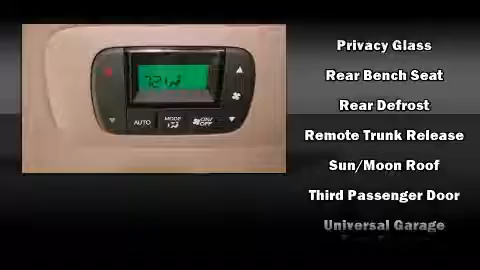 AUTO
MODE
ON/
OFF
Privacy Glass
Rear Bench Seat
Rear Defrost
Remote Trunk Release
Sun/Moon Roof
Third Passenger Door
Universal Garage